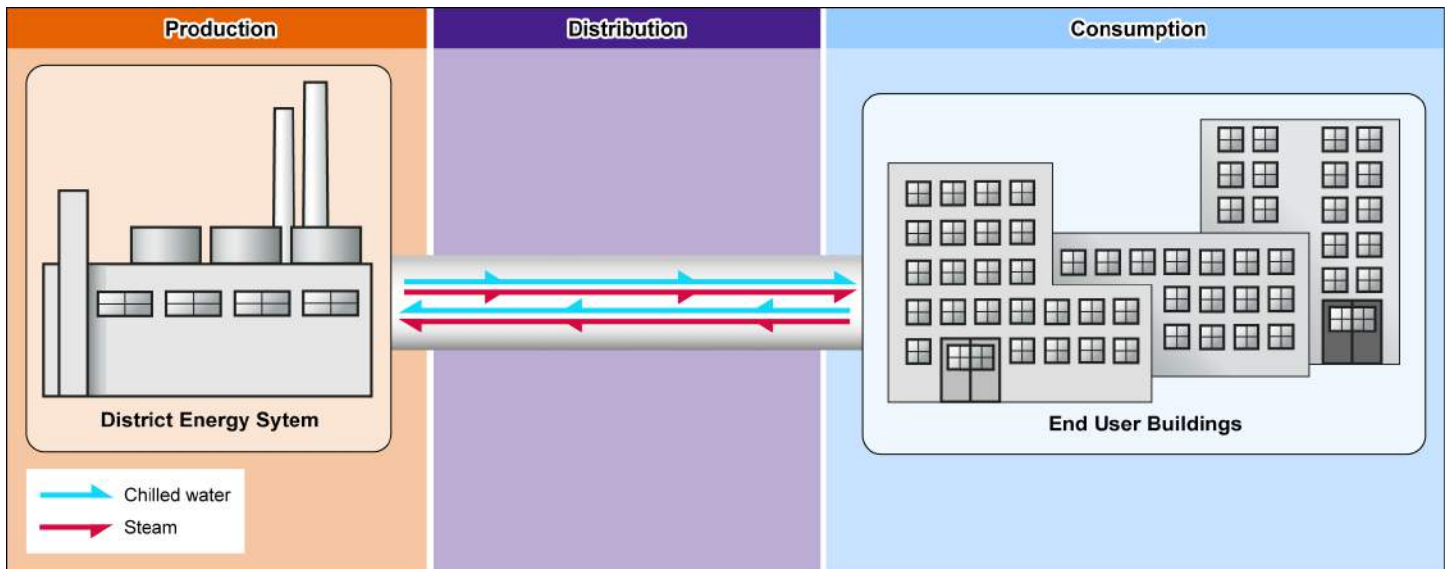 Production
Distribution
Consumption
District Energy Sytem
End User Buildings
Chilled water
Steam